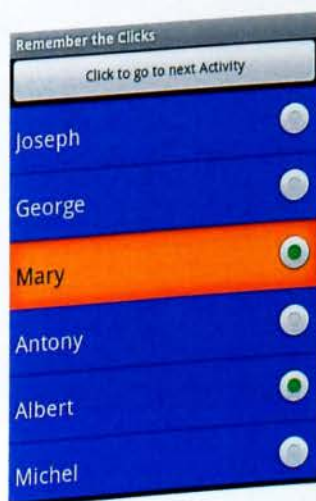 Remember the Clicks
Click to go to next Activity
Joseph
George
Mary
Antony
Albert
Michel